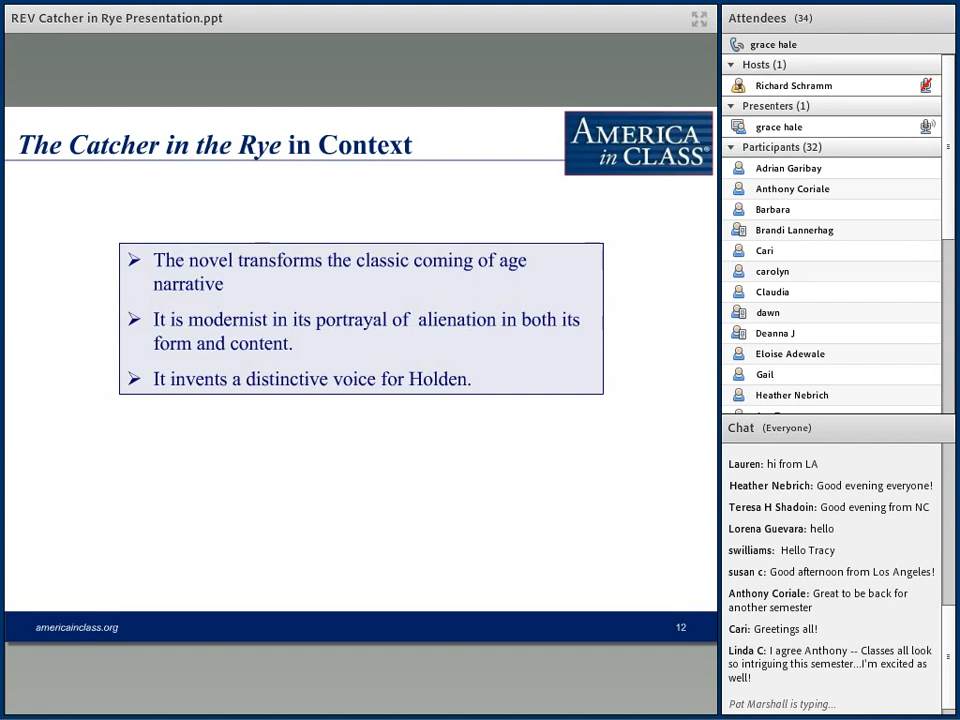 REV Catcher in Rye Presentation.ppt
The Catcher in the Rye in Context
AMERICA
in CLASS®
The novel transforms the classic coming of age
narrative
It is modernist in its portrayal of alienation in both its
form and content.
It invents a distinctive voice for Holden.
americainclass.org
12
Attendees (34)
grace hale
Hosts (1)
Richard Schramm
Presenters (1)
grace hale
Participants (32)
Adrian Garibay
Anthony Coriale
Barbara
Brandi Lannerhag
Cari
carolyn
Claudia
dawn
Deanna J
Eloise Adewale
Gail
Heather Nebrich
Chat (Everyone)
Lauren: hi from LA
Heather Nebrich: Good evening everyone!
Teresa H Shadoin: Good evening from NC
Lorena Guevara: hello
swilliams: Hello Tracy
susan c: Good afternoon from Los Angeles!
Anthony Coriale: Great to be back for
another semester
Cari: Greetings all!
Linda C: I agree Anthony -- Classes all look
so intriguing this semester...I'm excited as
well!
Pat Marshall is typing...